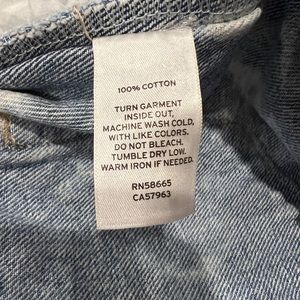 100% COTTON
TURN GARMENT
INSIDE OUT,
MACHINE WASH COLD,
WITH LIKE COLORS.
DO NOT BLEACH.
TUMBLE DRY LOW.
WARM IRON IF NEEDED.
RN58665
CA57963